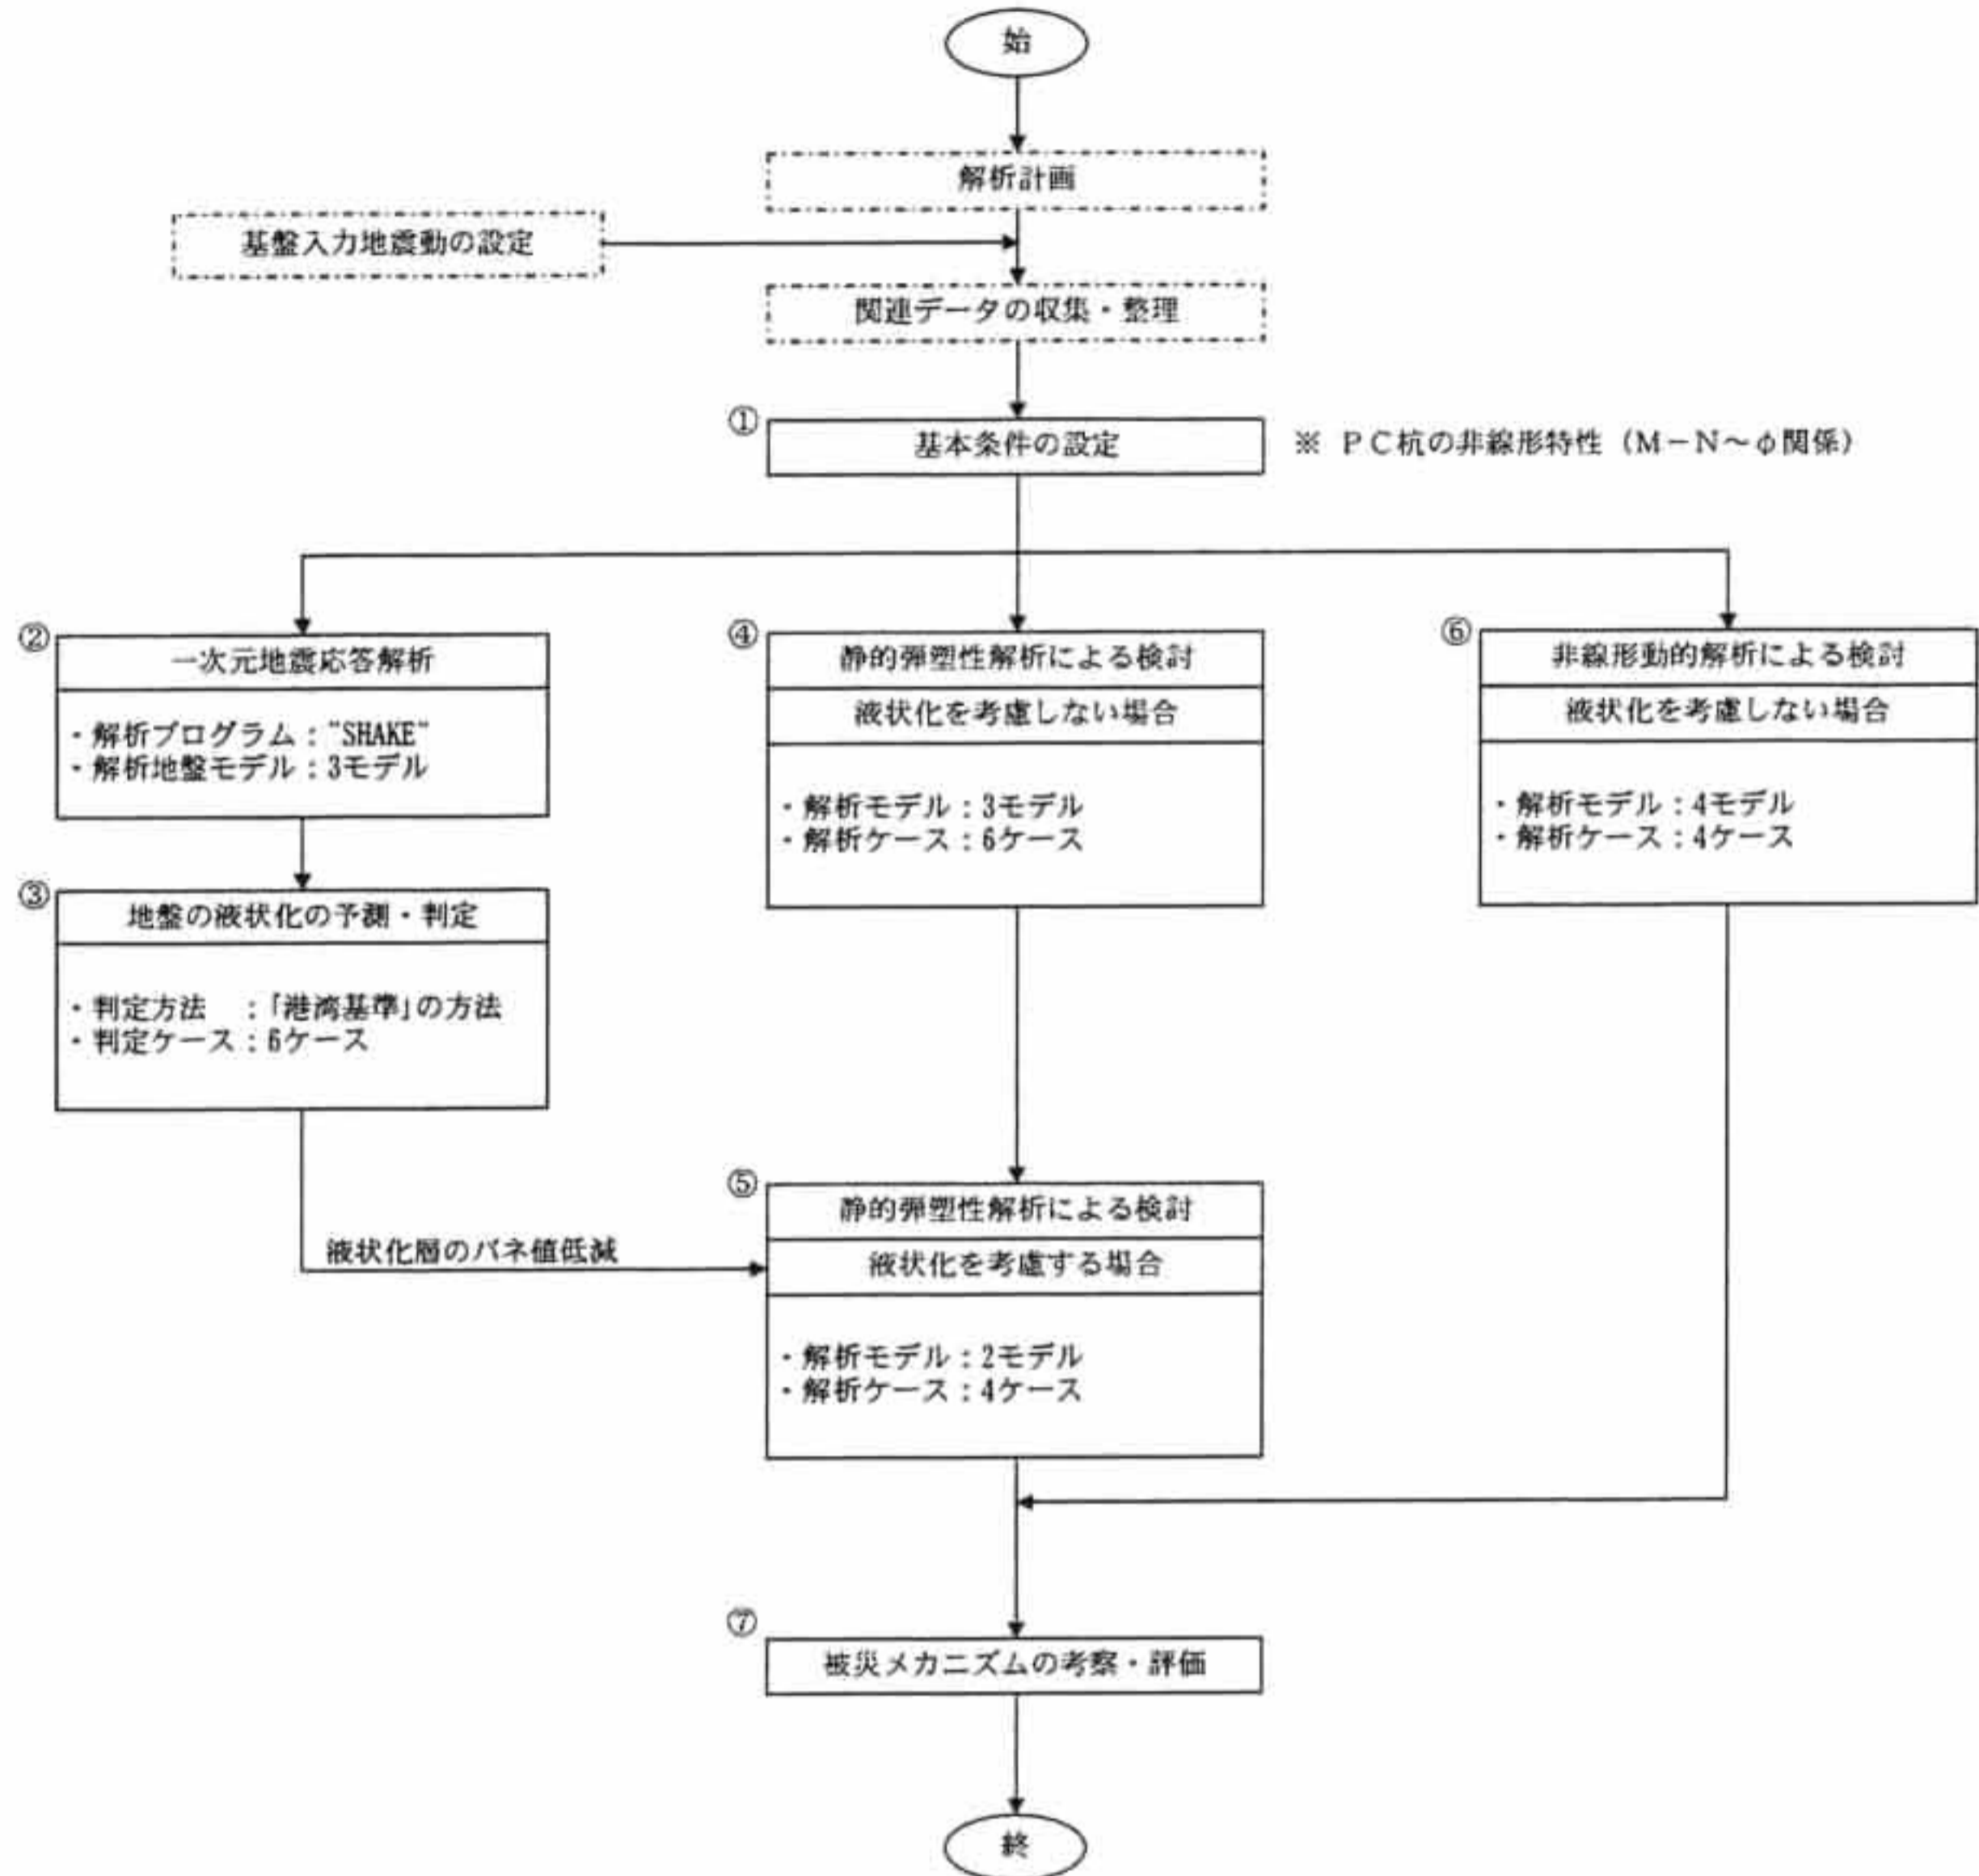 始
解析計画
基盤入力地震動の設定
関連データの収集・整理
①
基本条件の設定
※ PC杭の非線形特性（M－N～φ関係）
②
一次元地震応答解析
・解析プログラム："SHAKE"
・解析地盤モデル：3モデル
③
地盤の液状化の予測・判定
・判定方法　：「港湾基準」の方法
・判定ケース：6ケース
液状化層のバネ値低減
④
静的弾塑性解析による検討
液状化を考慮しない場合
・解析モデル：3モデル
・解析ケース：6ケース
⑤
静的弾塑性解析による検討
液状化を考慮する場合
・解析モデル：2モデル
・解析ケース：4ケース
⑥
非線形動的解析による検討
液状化を考慮しない場合
・解析モデル：4モデル
・解析ケース：4ケース
⑦
被災メカニズムの考察・評価
終